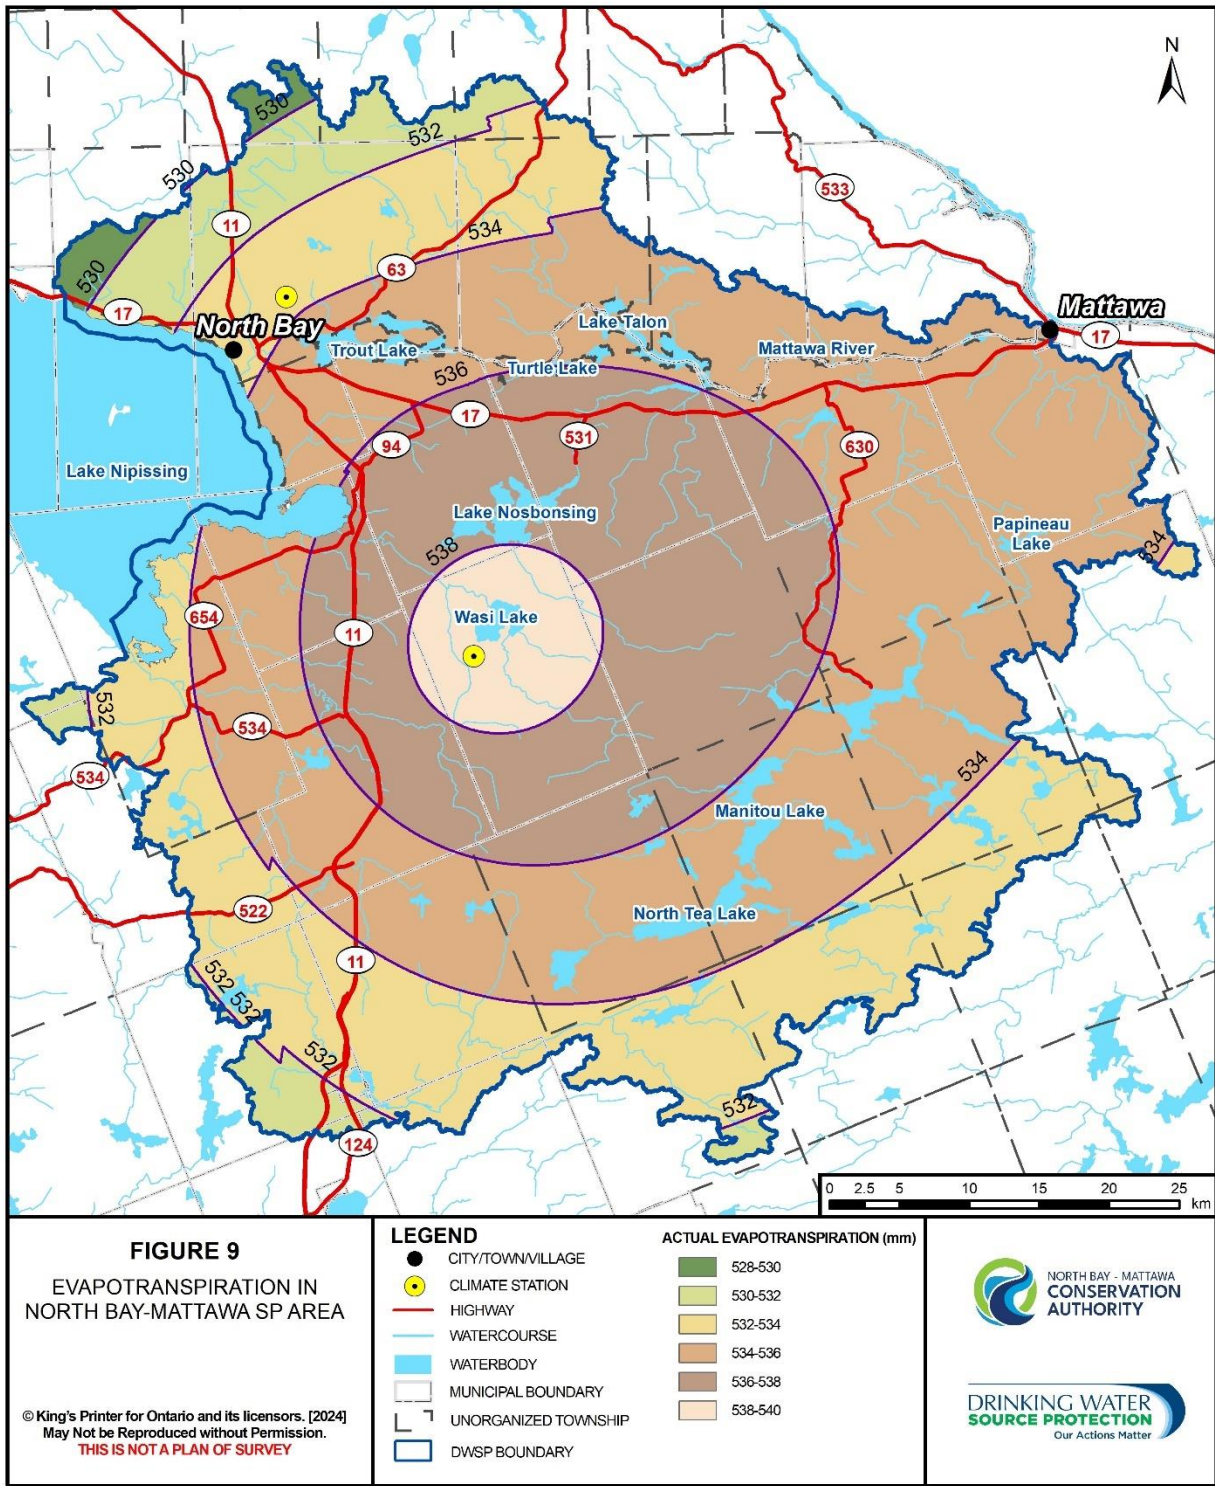 N
530
532
530
533
11
534
530
63
17
North Bay
Mattawa
17
Lake Talon
Trout Lake
Mattawa River
536
Turtle Lake
17
94
531
630
Lake Nipissing
Lake Nosbonsing
Papineau
Lake
538
534
654
Wasi Lake
11
532
534
534
534
Manitou Lake
522
North Tea Lake
11
532
532
532
532
124
0 2.5 5 10 15 20 25
km
FIGURE 9
EVAPOTRANSPIRATION IN
NORTH BAY-MATTAWA SP AREA
© King's Printer for Ontario and its licensors. [2024]
May Not be Reproduced without Permission.
THIS IS NOT A PLAN OF SURVEY
LEGEND
CITY/TOWN/VILLAGE
CLIMATE STATION
HIGHWAY
WATERCOURSE
WATERBODY
MUNICIPAL BOUNDARY
UNORGANIZED TOWNSHIP
DWSP BOUNDARY
ACTUAL EVAPOTRANSPIRATION (mm)
528-530
530-532
532-534
534-536
536-538
538-540
NORTH BAY - MATTAWA
CONSERVATION
AUTHORITY
DRINKING WATER
SOURCE PROTECTION
Our Actions Matter